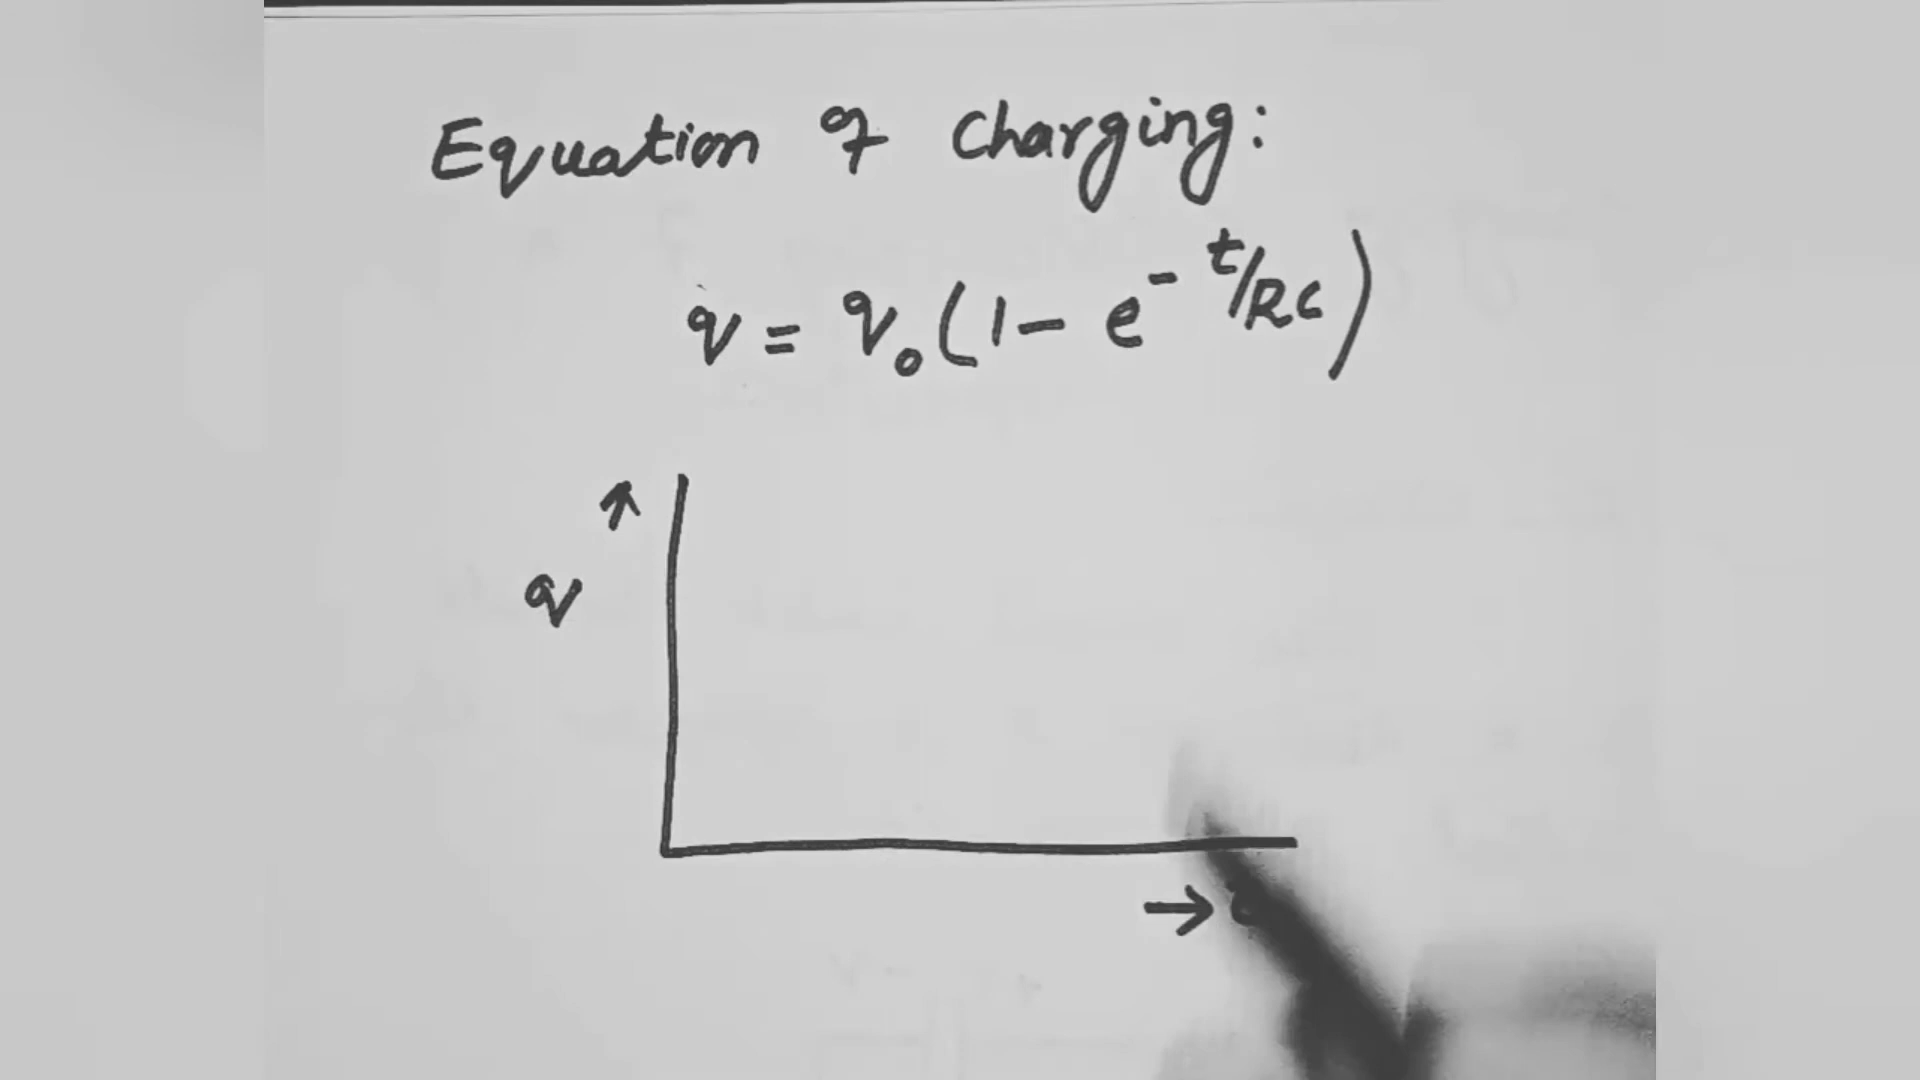 Equation of charging:
q = q₀(1 - e^(-t/RC))
↑
q
→